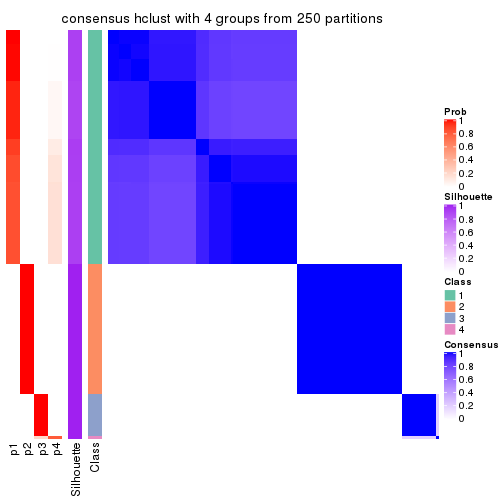 consensus hclust with 4 groups from 250 partitions
Prob
1
0.8
0.6
0.4
0.2
0
Silhouette
1
0.8
0.6
0.4
0.2
0
Class
1
2
3
4
Consensus
1
0.8
0.6
0.4
0.2
0
p1
p2
p3
p4
Silhouette
Class